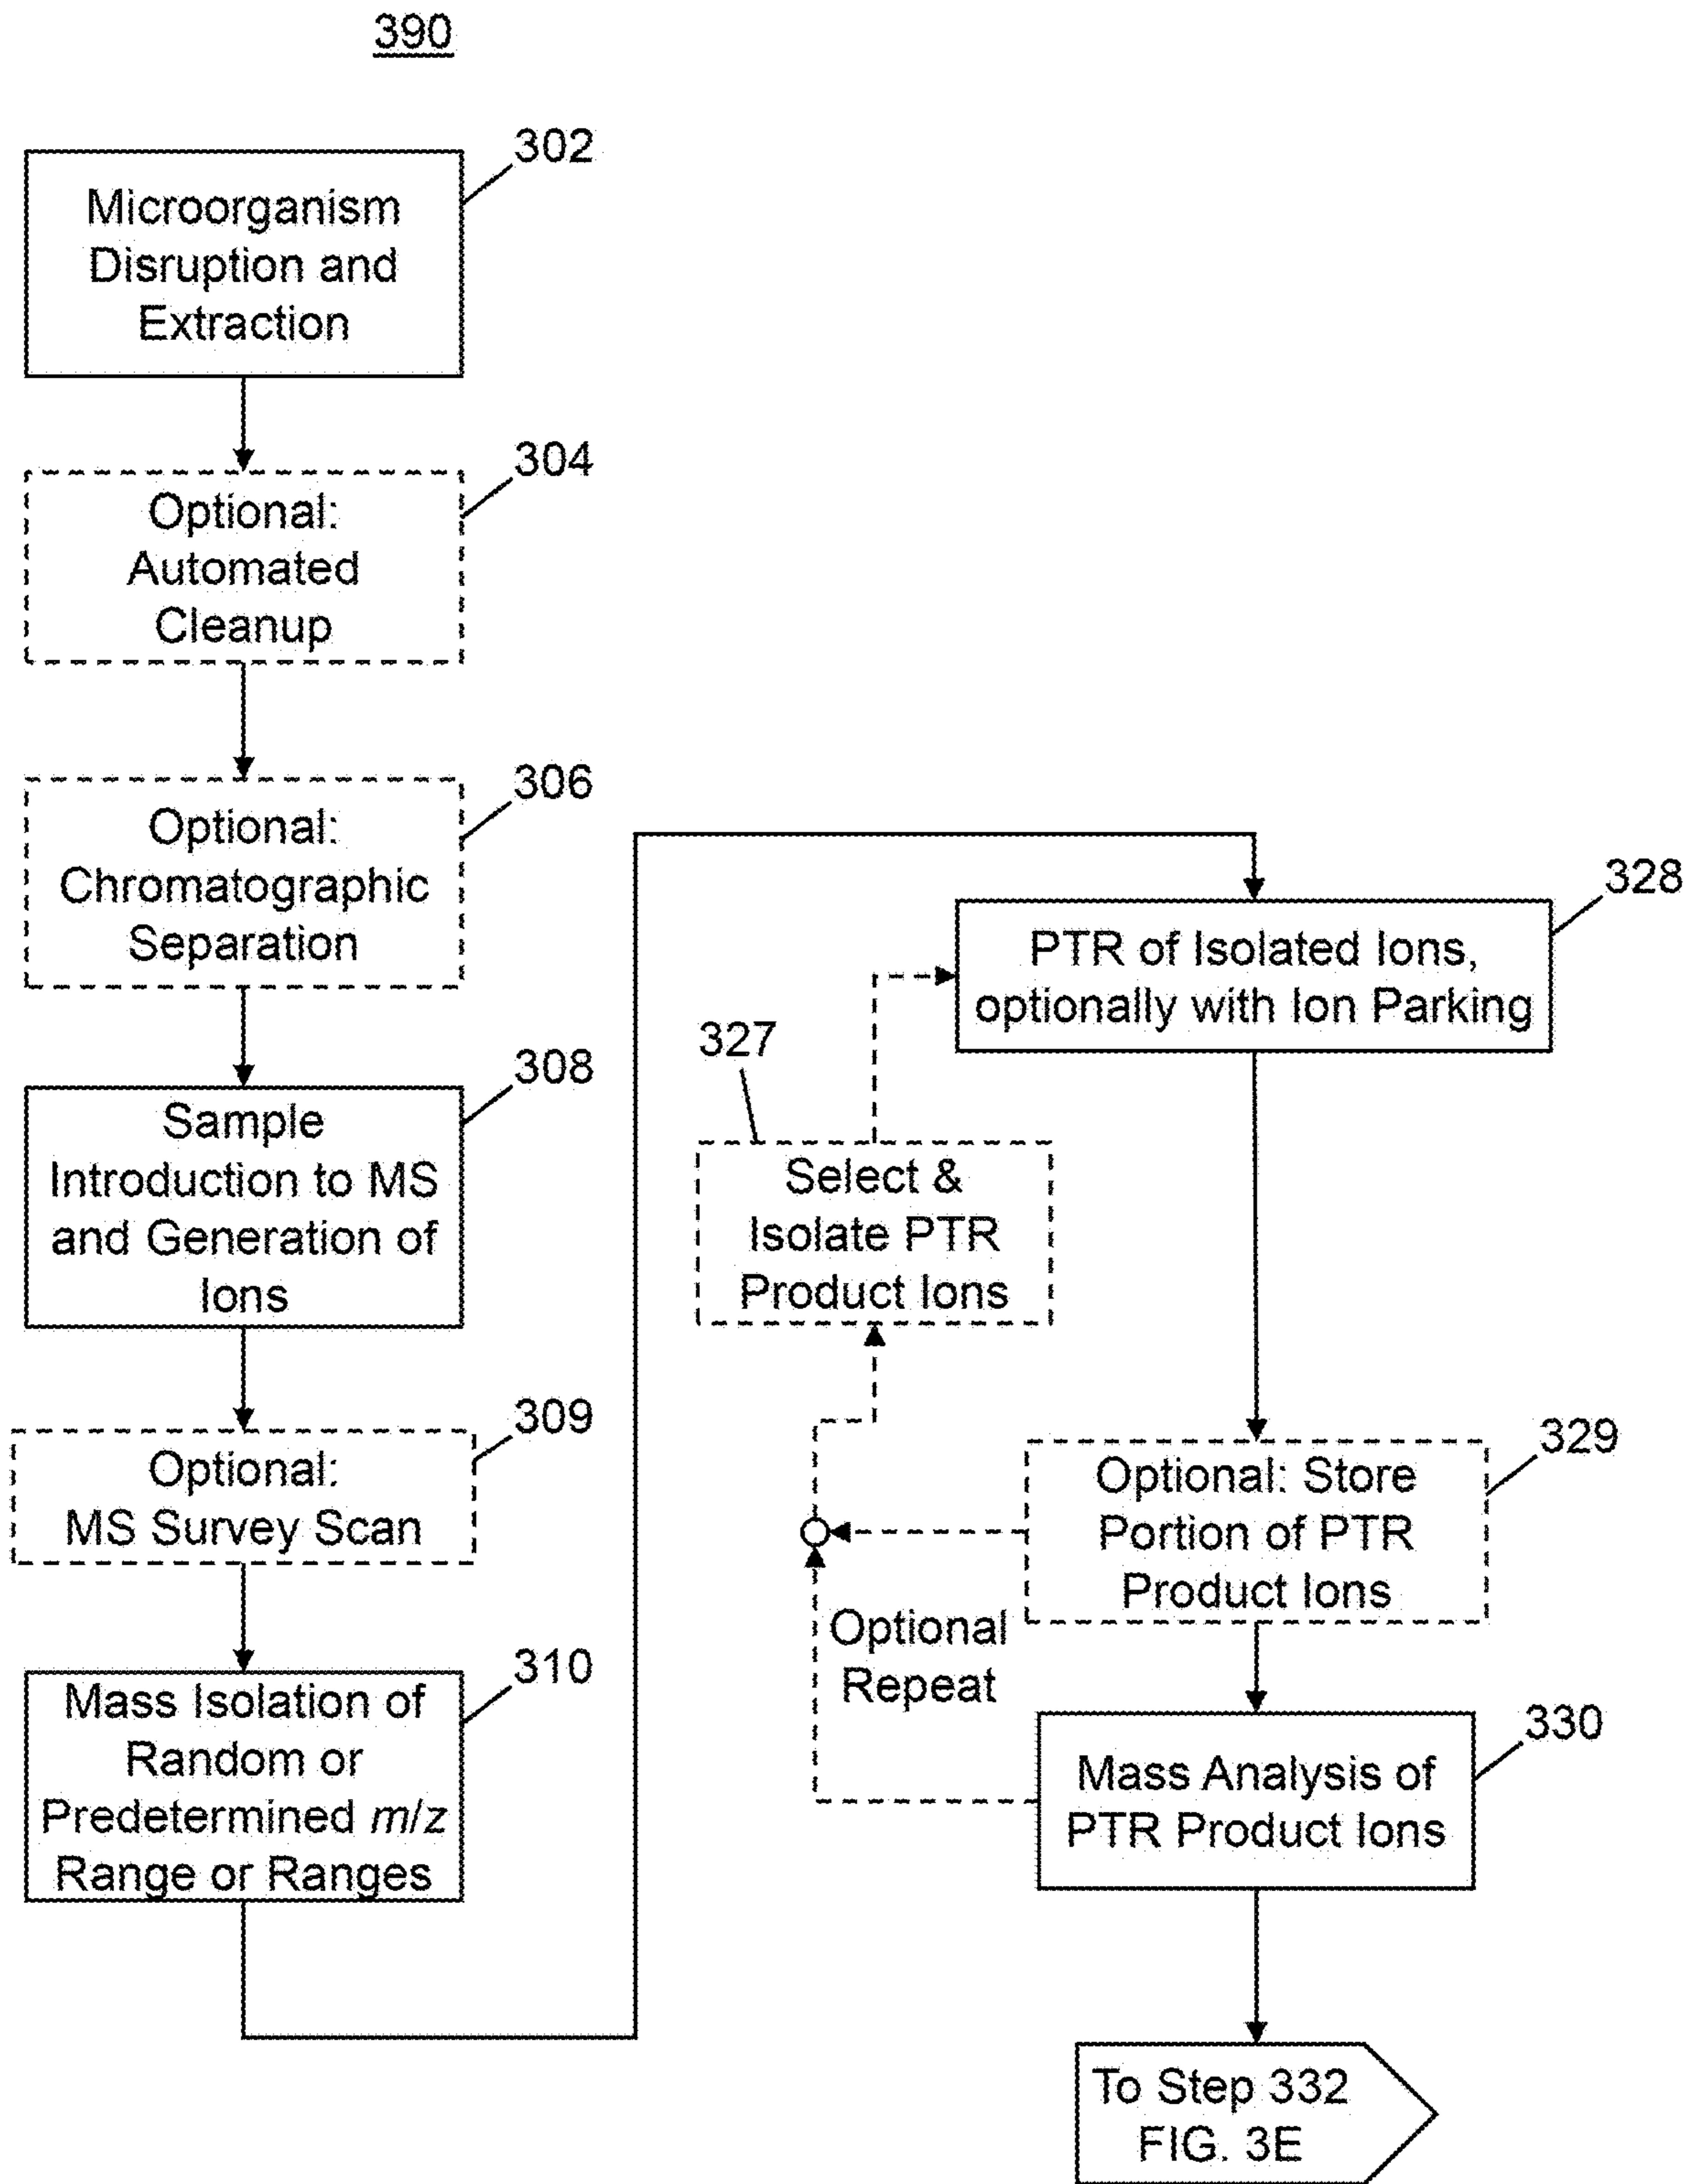 390
302
Microorganism
Disruption and
Extraction
304
Optional:
Automated
Cleanup
306
Optional:
Chromatographic
Separation
308
Sample
Introduction to MS
and Generation of
Ions
309
Optional:
MS Survey Scan
310
Mass Isolation of
Random or
Predetermined m/z
Range or Ranges
328
PTR of Isolated Ions,
optionally with Ion Parking
327
Select &
Isolate PTR
Product Ions
329
Optional: Store
Portion of PTR
Product Ions
Optional
Repeat
330
Mass Analysis of
PTR Product Ions
To Step 332
FIG. 3E